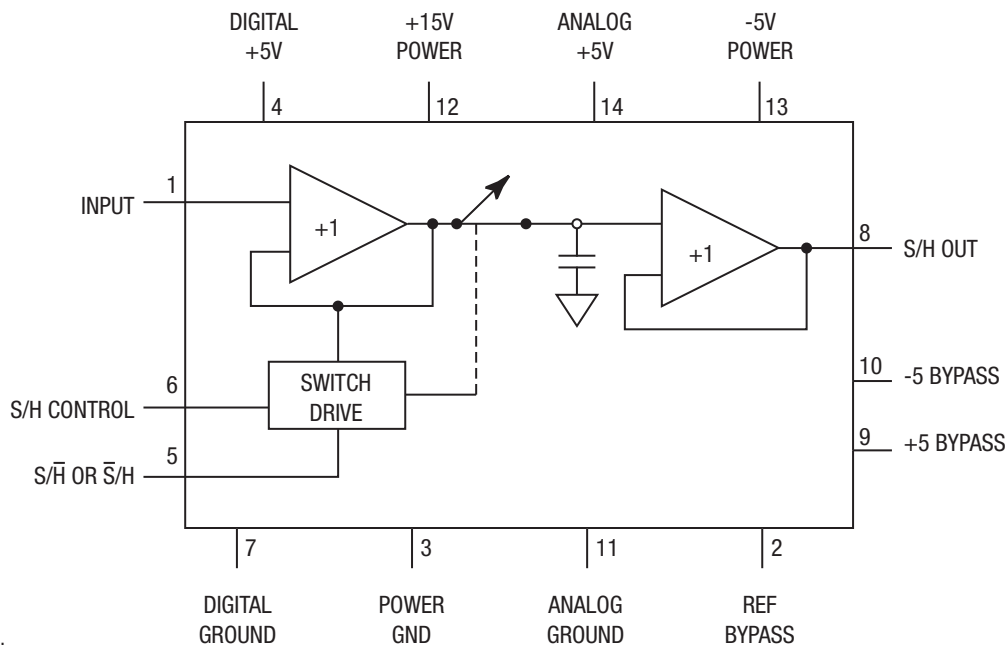 DIGITAL
+5V
+15V
POWER
ANALOG
+5V
-5V
POWER
4
12
14
13
1
INPUT
+1
+1
8
S/H OUT
10
-5 BYPASS
6
S/H CONTROL
SWITCH
DRIVE
9
+5 BYPASS
5
S/H̅ OR S̅/H
7
3
11
2
DIGITAL
GROUND
POWER
GND
ANALOG
GROUND
REF
BYPASS
.